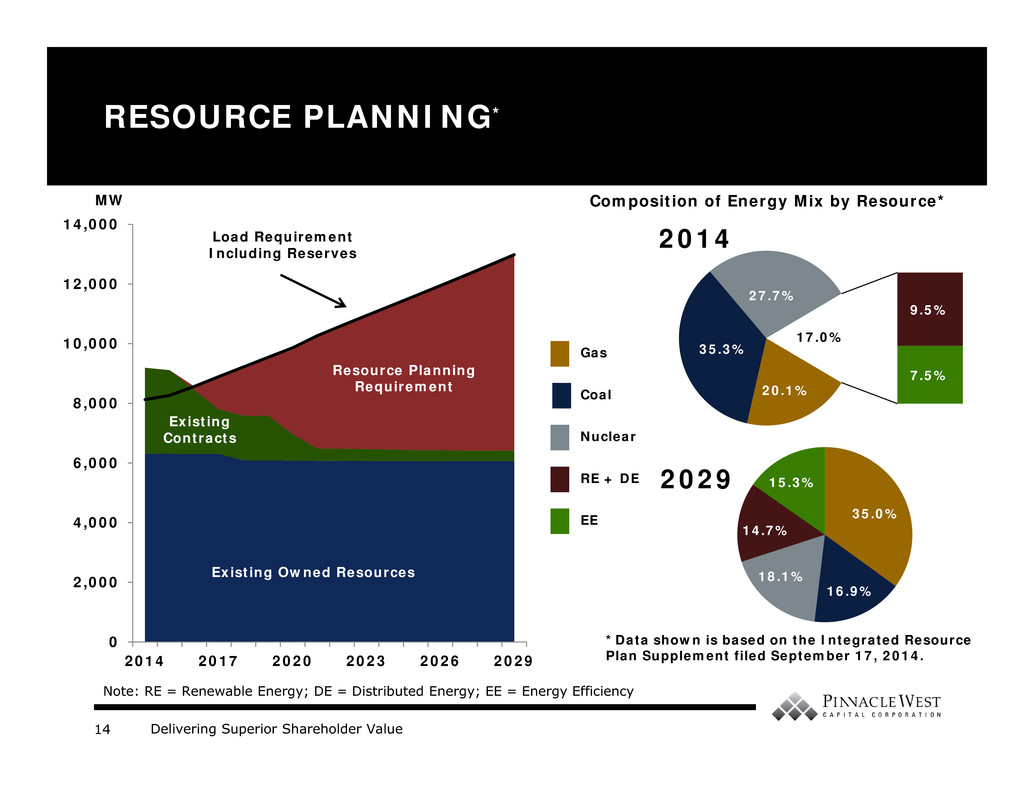 RESOURCE PLANNING*
MW
14,000
12,000
10,000
8,000
6,000
4,000
2,000
0
2014 2017 2020 2023 2026 2029
Load Requirement
Including Reserves
Resource Planning
Requirement
Existing
Contracts
Existing Owned Resources
Composition of Energy Mix by Resource*
2014
27.7%
35.3%
17.0%
20.1%
9.5%
7.5%
Gas
Coal
Nuclear
RE + DE
EE
2029
15.3%
35.0%
14.7%
18.1%
16.9%
* Data shown is based on the Integrated Resource
Plan Supplement filed September 17, 2014.
Note: RE = Renewable Energy; DE = Distributed Energy; EE = Energy Efficiency
PINNACLE WEST
CAPITAL CORPORATION
14 Delivering Superior Shareholder Value